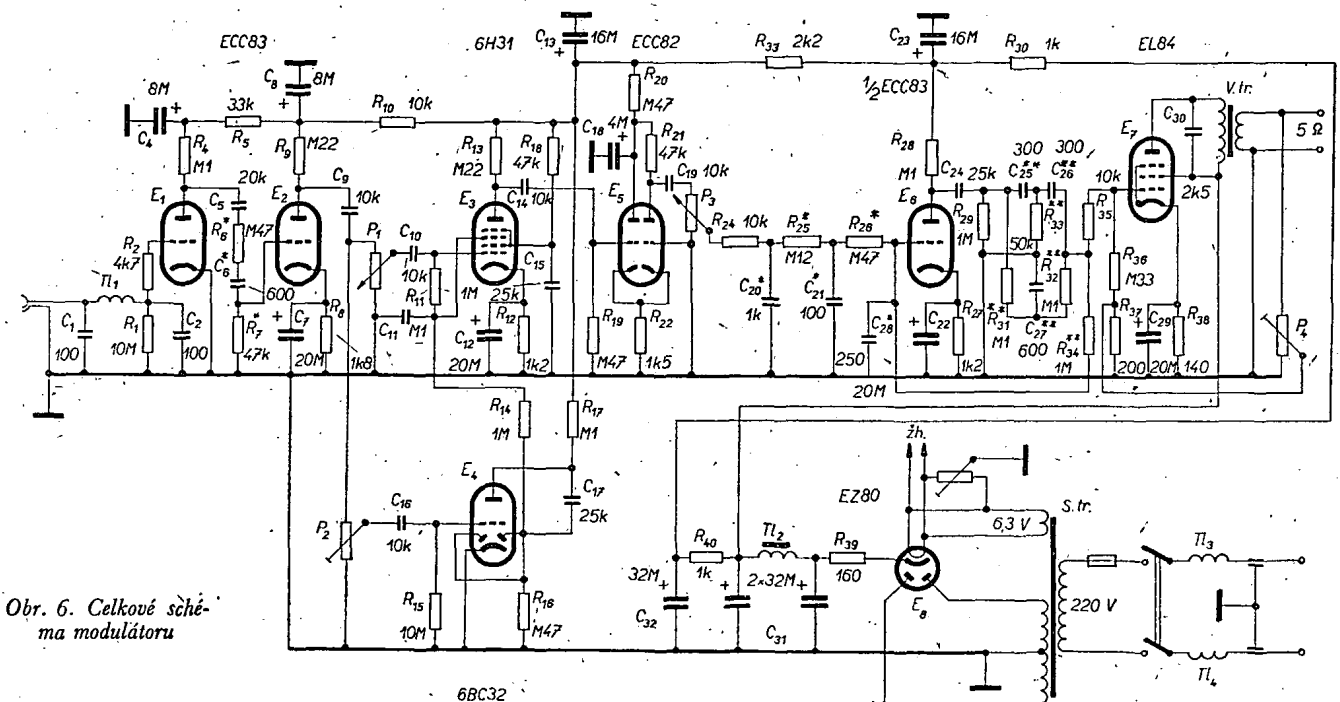 ECC83
6H31
C13
16M
+
ECC82
R33 2k2
C23
16M
+
R30 1k
EL84
C8
8M
+
8M
+
C4
33k
R5
R4
M1
R9
M22
R10 10k
R13
M22
R18
47k
R20
M47
C18
4M
+
R21
47k
1/2 ECC83
R28
M1
V.tr.
C30
5 Ω
E7
2k5
E1
20k
C5
R6*
M47
C6*
600
R7*
47k
E2
C9
10k
P1
C10
10k
R11
1M
C11
M1
E3
C14
10k
C15
25k
E5
C19 10k
P3
R24 10k
R25*
M12
R26*
M47
E6
C24 25k
300 300
C25** C26**
R29
1M
R33**
50k
R32**
M1
10k
R35
R36
M33
R2
4k7
Tl1
C1
100
R1
10M
C2
100
C7
+
20M
R8
1k8
C12
+
20M
R12
1k2
R19
M47
R22
1k5
C20*
1k
C21*
100
C28*
250
C22
+
20M
R27
1k2
R31*
M1
C27**
600
R34**
1M
R37
200
C29
+
20M
R38
140
P4
R14
1M
R17
M1
E4
C17
25k
P2
C16
10k
R15
10M
R16
M47
6BC32
žh.
EZ80
6,3 V
S.tr.
R40
1k
Tl2
R39
160
32M
+
C32
2×32M
+
+
C31
E8
220 V
Tl3
Tl4
Obr. 6. Celkové sché-
ma modulátoru